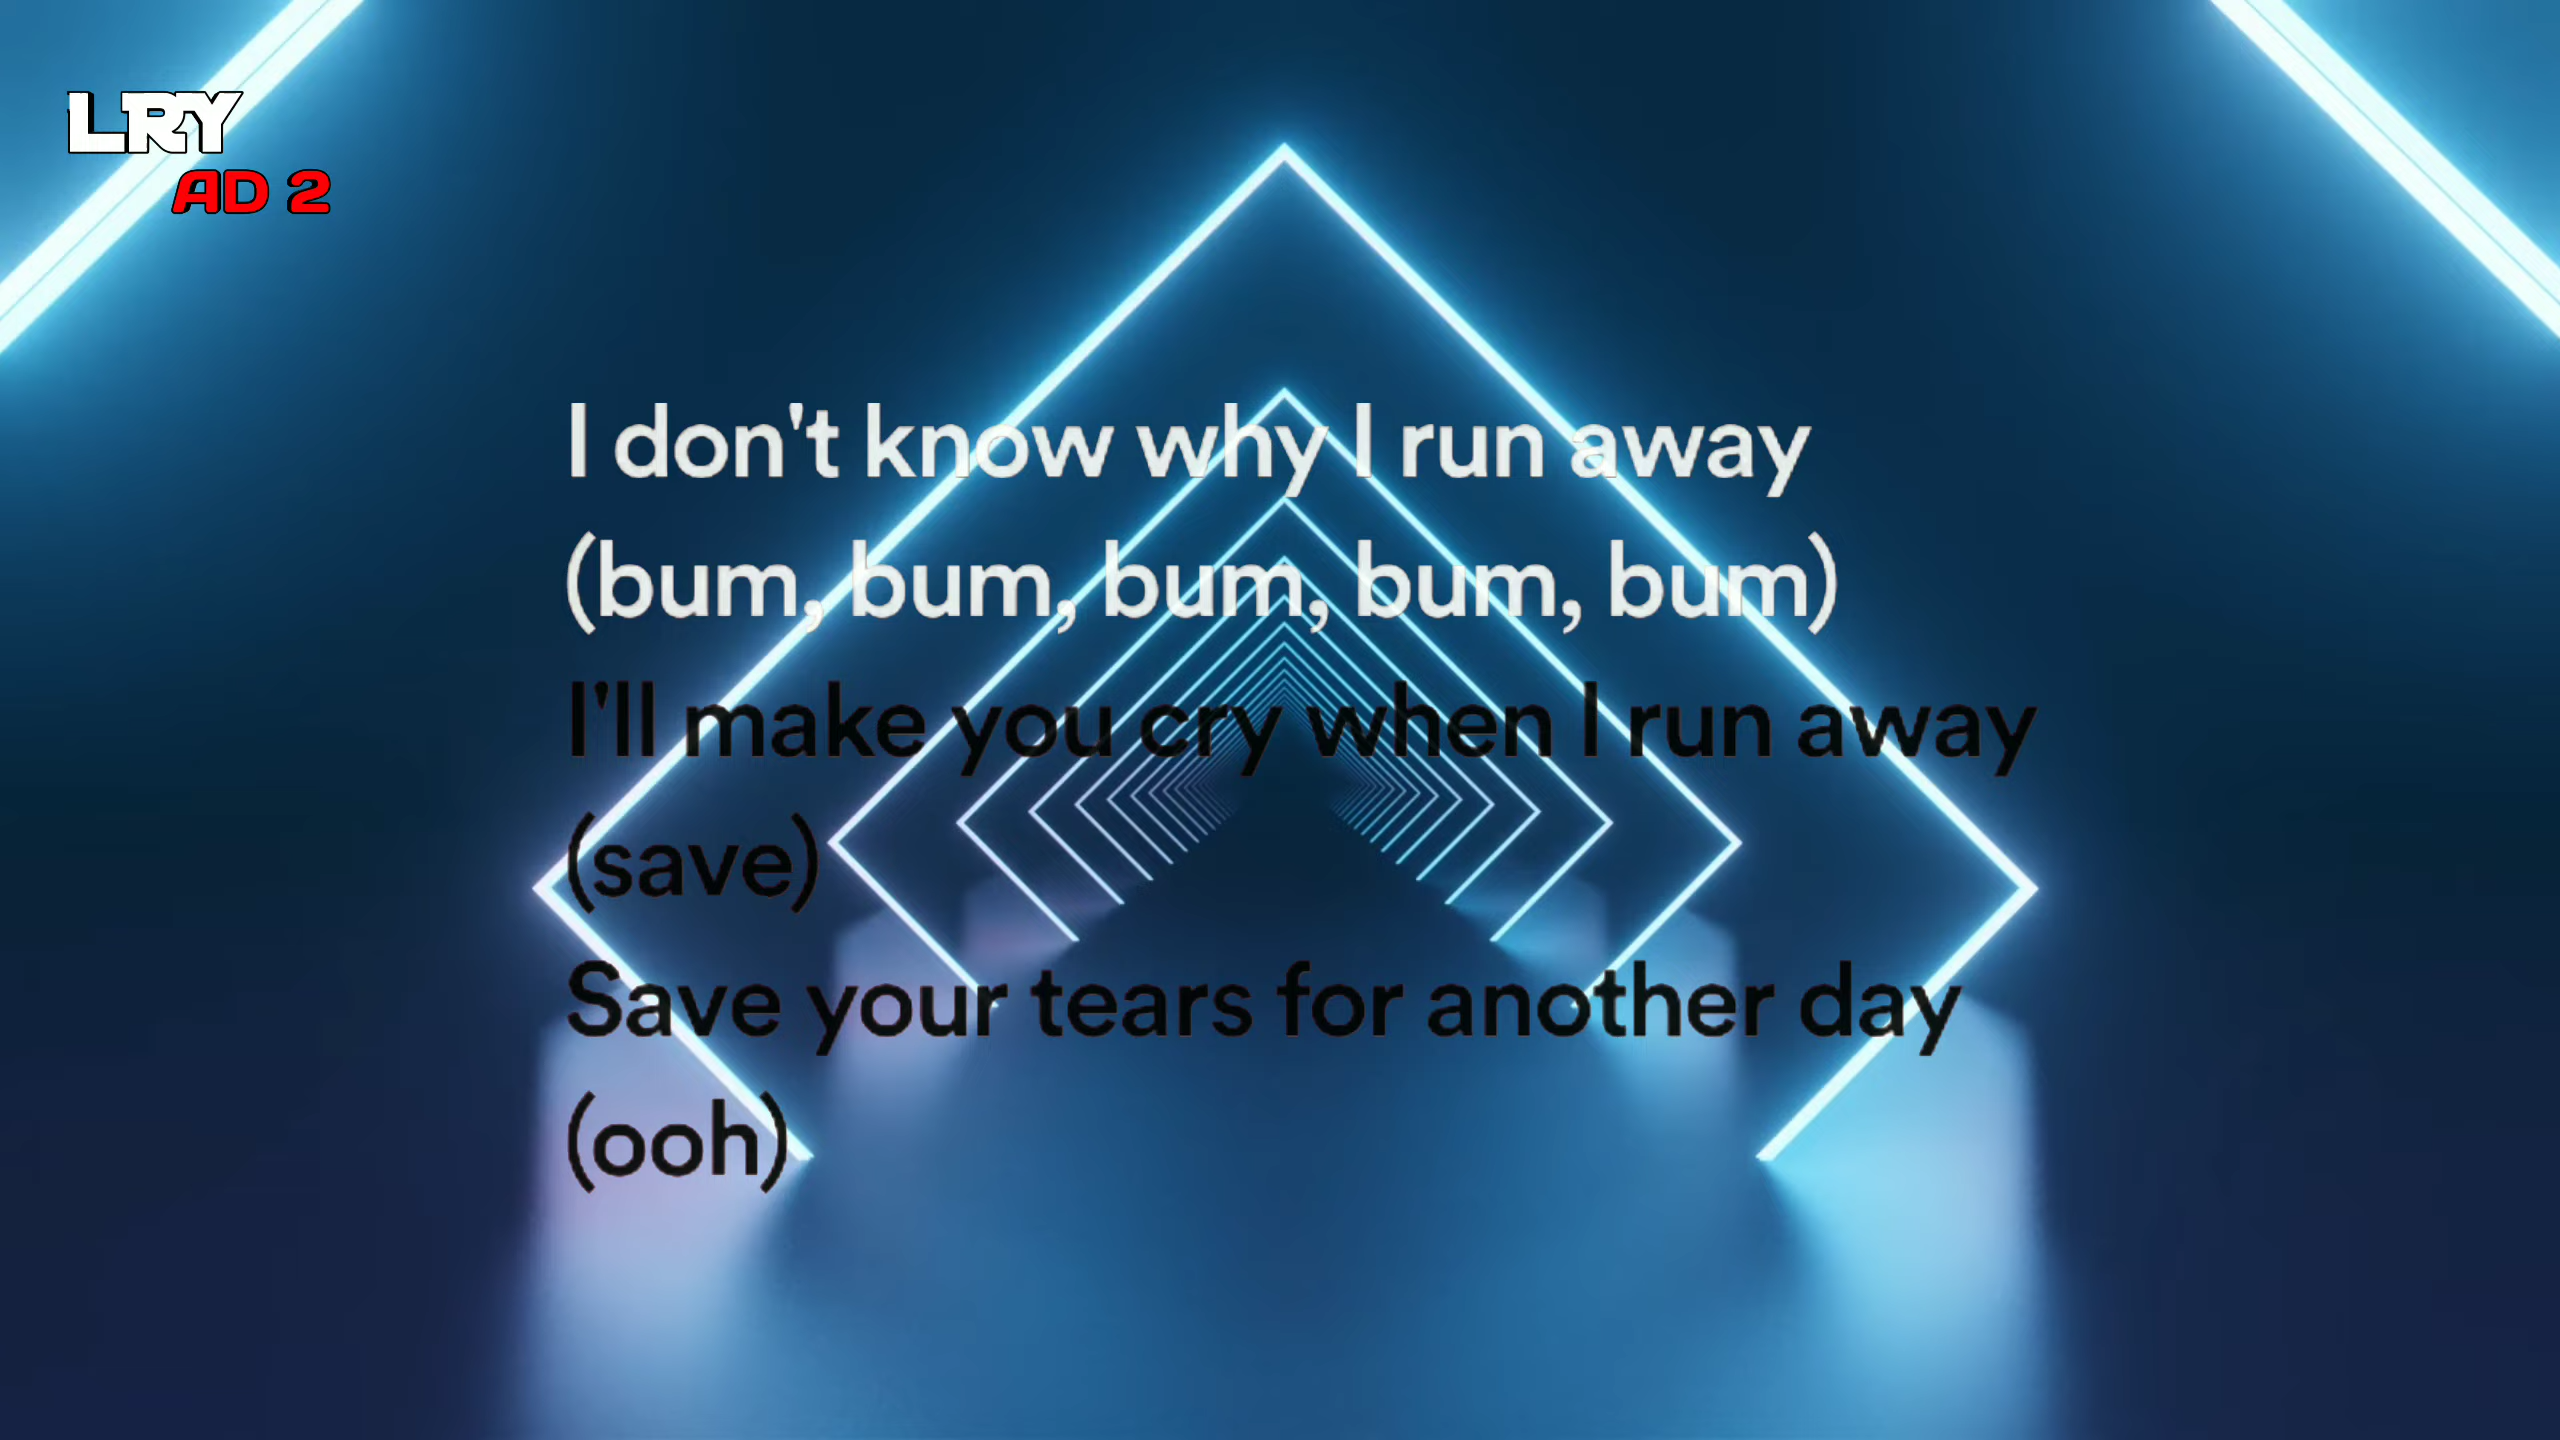 LRY
AD 2
I don't know why I run away
(bum, bum, bum, bum, bum)
I'll make you cry when I run away
(save)
Save your tears for another day
(ooh)